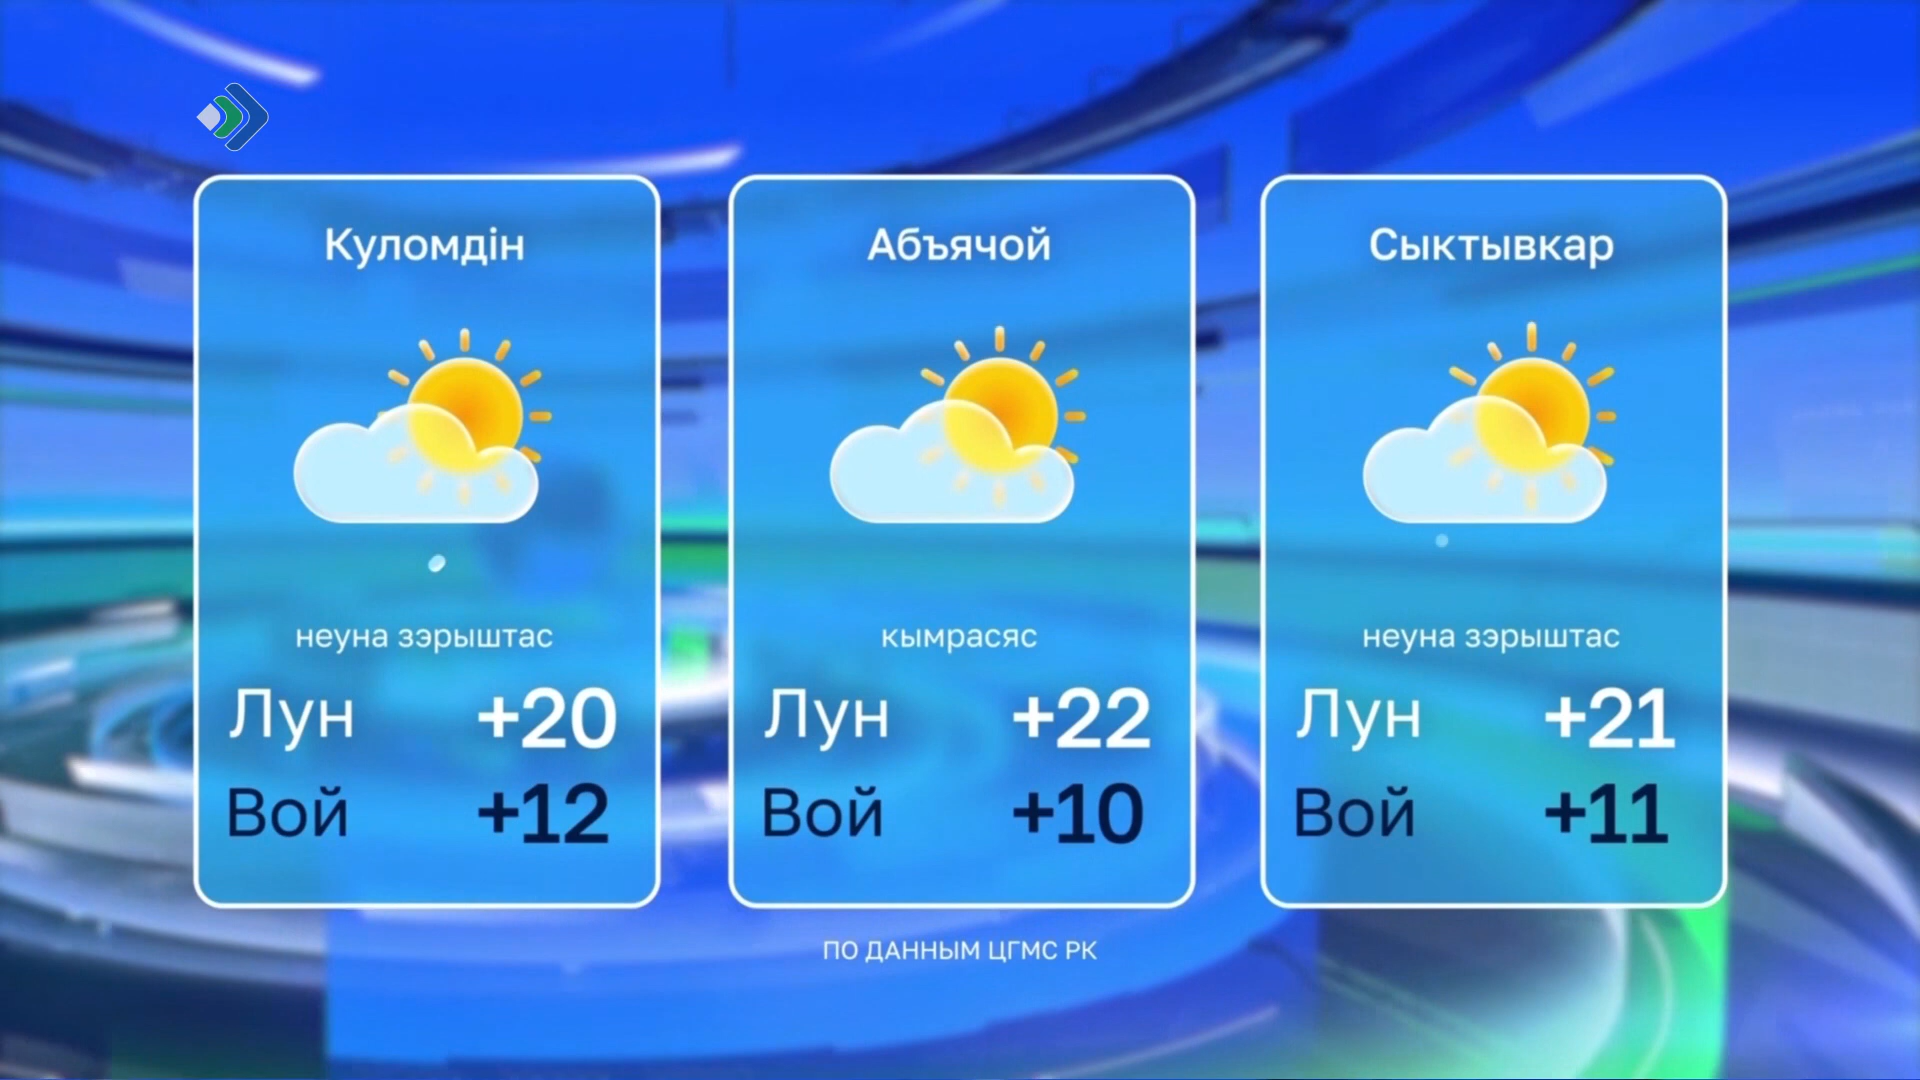 Куломдін
неуна зэрыштас
Лун +20
Вой +12
Абъячой
кымрасяс
Лун +22
Вой +10
Сыктывкар
неуна зэрыштас
Лун +21
Вой +11
ПО ДАННЫМ ЦГМС РК